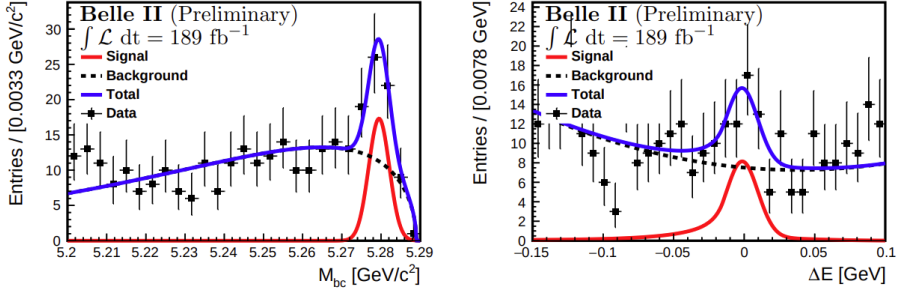 Belle II (Preliminary)
∫ ℒ dt = 189 fb⁻¹
Signal
Background
Total
Data
Entries / [0.0033 GeV/c²]
30
25
20
15
10
5
0
5.2 5.21 5.22 5.23 5.24 5.25 5.26 5.27 5.28 5.29
M_bc [GeV/c²]
Belle II (Preliminary)
∫ ℒ dt = 189 fb⁻¹
Signal
Background
Total
Data
Entries / [0.0078 GeV]
24
22
20
18
16
14
12
10
8
6
4
2
0
−0.15 −0.1 −0.05 0 0.05 0.1
ΔE [GeV]